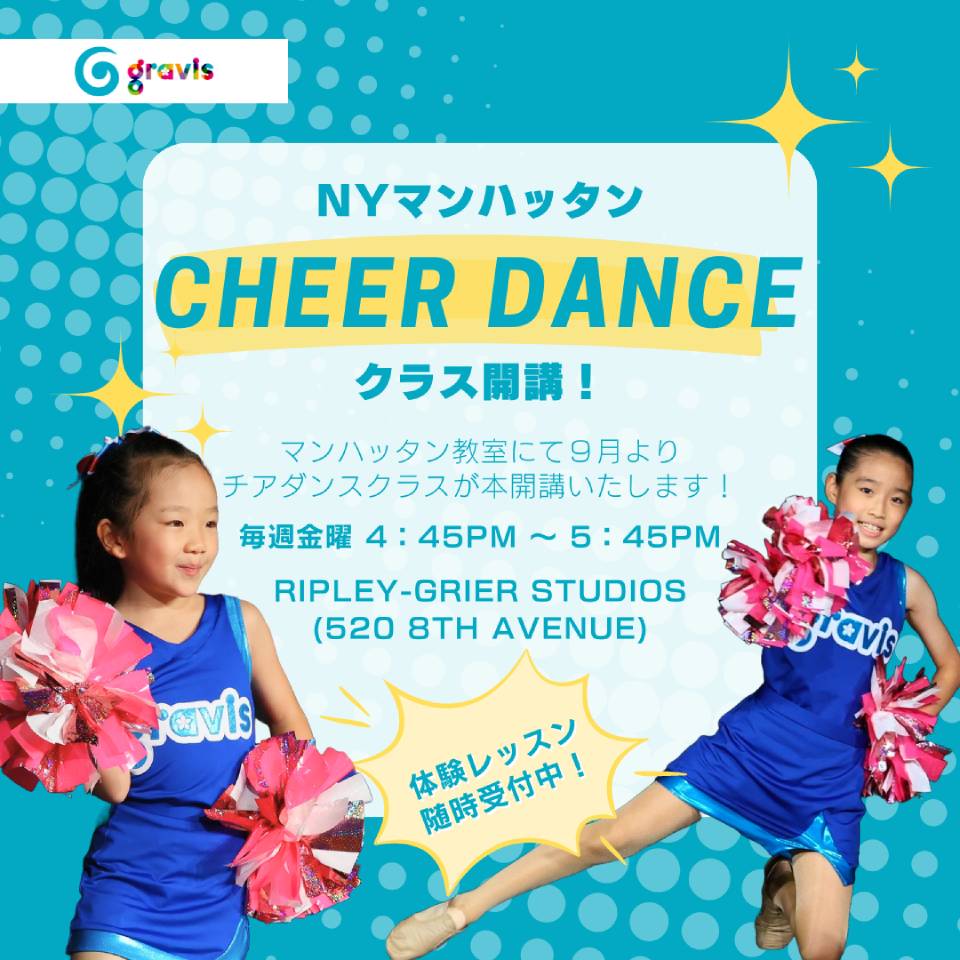 gravis
NYマンハッタン
CHEER DANCE
クラス開講！
マンハッタン教室にて９月より
チアダンスクラスが本開講いたします！
毎週金曜 4：45PM ～ 5：45PM
RIPLEY-GRIER STUDIOS
(520 8TH AVENUE)
gravis
gravis
体験レッスン
随時受付中！